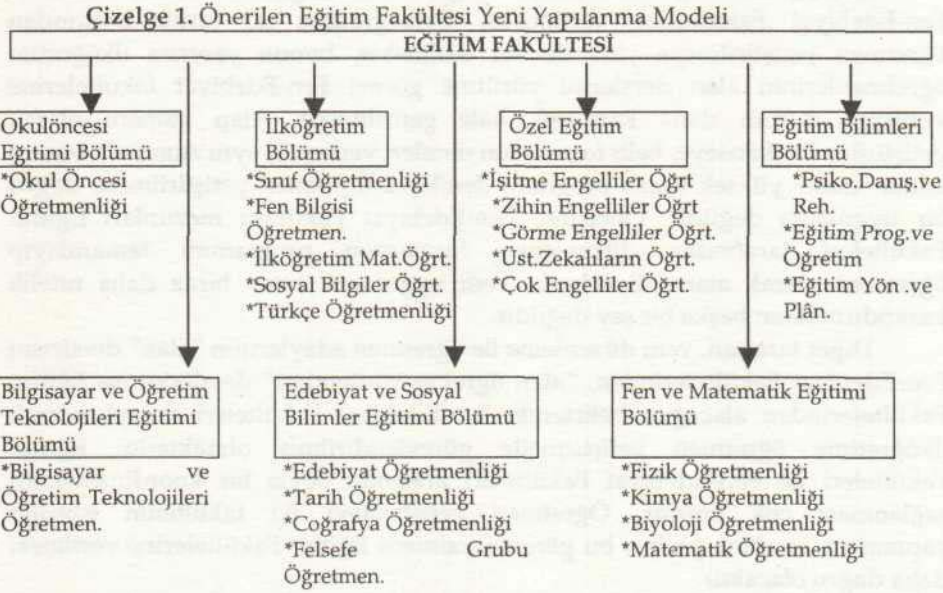 Çizelge 1. Önerilen Eğitim Fakültesi Yeni Yapılanma Modeli
EĞİTİM FAKÜLTESİ
Okulöncesi
Eğitimi Bölümü
*Okul Öncesi
Öğretmenliği
İlköğretim
Bölümü
*Sınıf Öğretmenliği
*Fen Bilgisi
Öğretmen.
*İlköğretim Mat.Öğrt.
*Sosyal Bilgiler Öğrt.
*Türkçe Öğretmenliği
Özel Eğitim
Bölümü
*İşitme Engelliler Öğrt
*Zihin Engelliler Öğrt
*Görme Engelliler Öğrt.
*Üst.Zekalıların Öğrt.
*Çok Engelliler Öğrt.
Eğitim Bilimleri
Bölümü
*Psiko.Danış.ve
Reh.
*Eğitim Prog.ve
Öğretim
*Eğitim Yön .ve
Plân.
Bilgisayar ve Öğretim
Teknolojileri Eğitimi
Bölümü
*Bilgisayar ve
Öğretim Teknolojileri
Öğretmen.
Edebiyat ve Sosyal
Bilimler Eğitimi Bölümü
*Edebiyat Öğretmenliği
*Tarih Öğretmenliği
*Coğrafya Öğretmenliği
*Felsefe Grubu
Öğretmen.
Fen ve Matematik Eğitimi
Bölümü
*Fizik Öğretmenliği
*Kimya Öğretmenliği
*Biyoloji Öğretmenliği
*Matematik Öğretmenliği